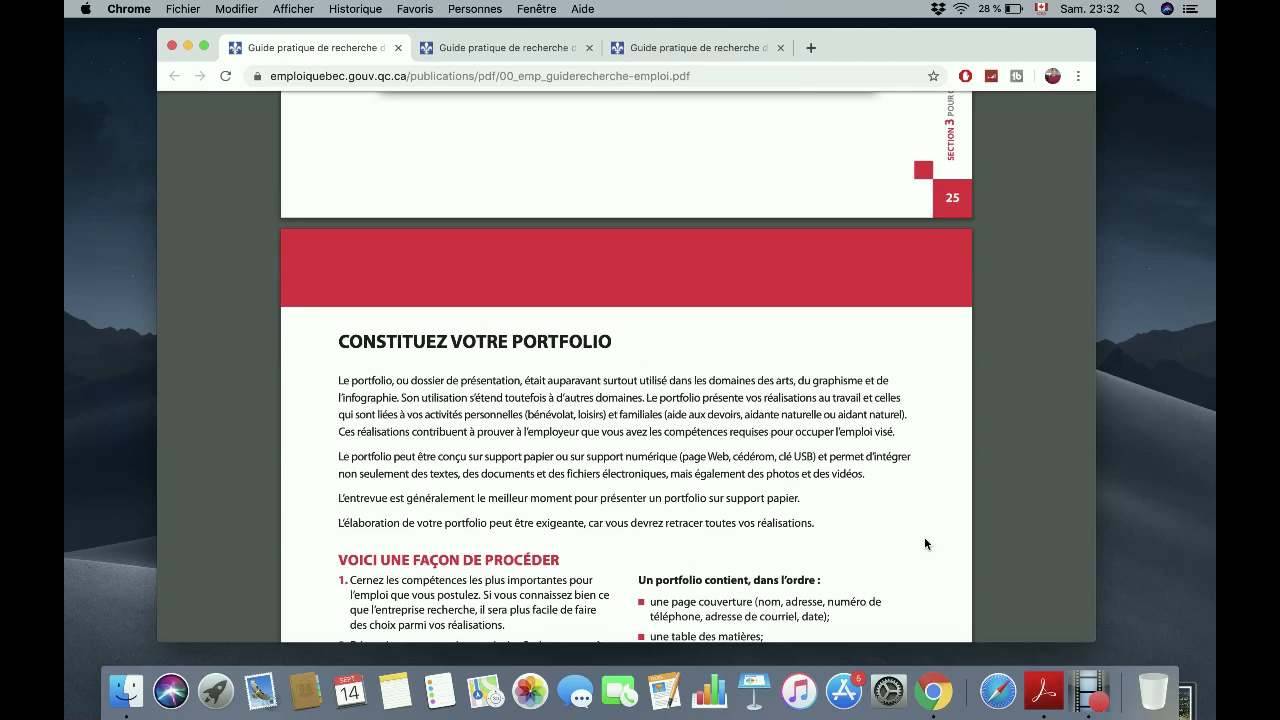 Chrome Fichier Modifier Afficher Historique Favoris Personnes Fenêtre Aide 28 % Sam. 23:32
Guide pratique de recherche d Guide pratique de recherche d Guide pratique de recherche d
emploiquebec.gouv.qc.ca/publications/pdf/00_emp_guiderecherche-emploi.pdf
SECTION 3 POUR
25
CONSTITUEZ VOTRE PORTFOLIO
Le portfolio, ou dossier de présentation, était auparavant surtout utilisé dans les domaines des arts, du graphisme et de
l'infographie. Son utilisation s'étend toutefois à d'autres domaines. Le portfolio présente vos réalisations au travail et celles
qui sont liées à vos activités personnelles (bénévolat, loisirs) et familiales (aide aux devoirs, aidante naturelle ou aidant naturel).
Ces réalisations contribuent à prouver à l'employeur que vous avez les compétences requises pour occuper l'emploi visé.
Le portfolio peut être conçu sur support papier ou sur support numérique (page Web, cédérom, clé USB) et permet d'intégrer
non seulement des textes, des documents et des fichiers électroniques, mais également des photos et des vidéos.
L'entrevue est généralement le meilleur moment pour présenter un portfolio sur support papier.
L'élaboration de votre portfolio peut être exigeante, car vous devrez retracer toutes vos réalisations.
VOICI UNE FAÇON DE PROCÉDER
1. Cernez les compétences les plus importantes pour
l'emploi que vous postulez. Si vous connaissez bien ce
que l'entreprise recherche, il sera plus facile de faire
des choix parmi vos réalisations.
Un portfolio contient, dans l'ordre :
une page couverture (nom, adresse, numéro de
téléphone, adresse de courriel, date);
une table des matières;
SEPT
14
5